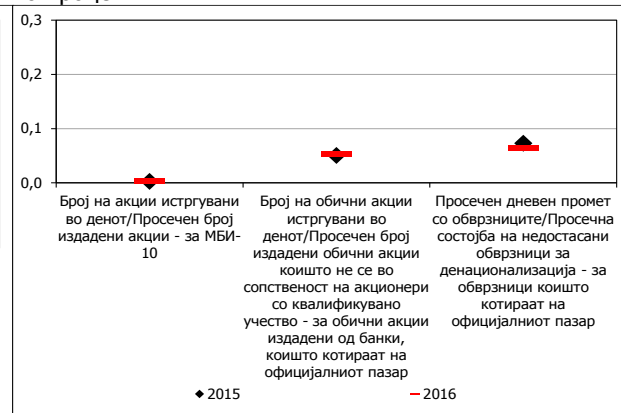 0,3
0,2
0,1
0,0
Број на акции истргувани
во денот/Просечен број
издадени акции - за МБИ-
10
Број на обични акции
истргувани во
денот/Просечен број
издадени обични акции
коишто не се во
сопственост на акционери
со квалификувано
учество - за обични акции
издадени од банки,
коишто котираат на
официјалниот пазар
Просечен дневен промет
со обврзниците/Просечна
состојба на недостасани
обврзници за
денационализација - за
обврзници коишто
котираат на
официјалниот пазар
2015
2016